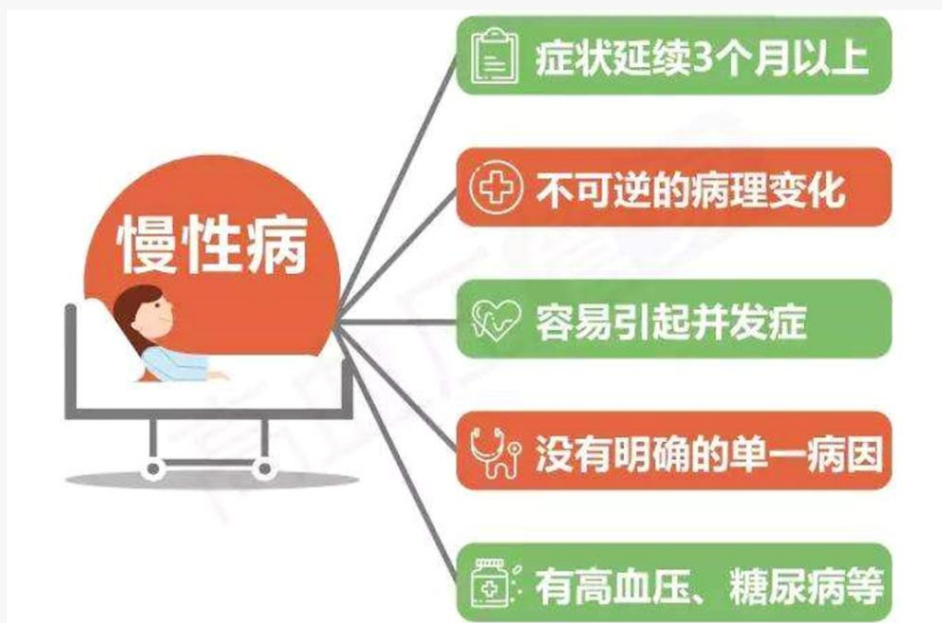 慢性病
症状延续3个月以上
不可逆的病理变化
容易引起并发症
没有明确的单一病因
有高血压、糖尿病等